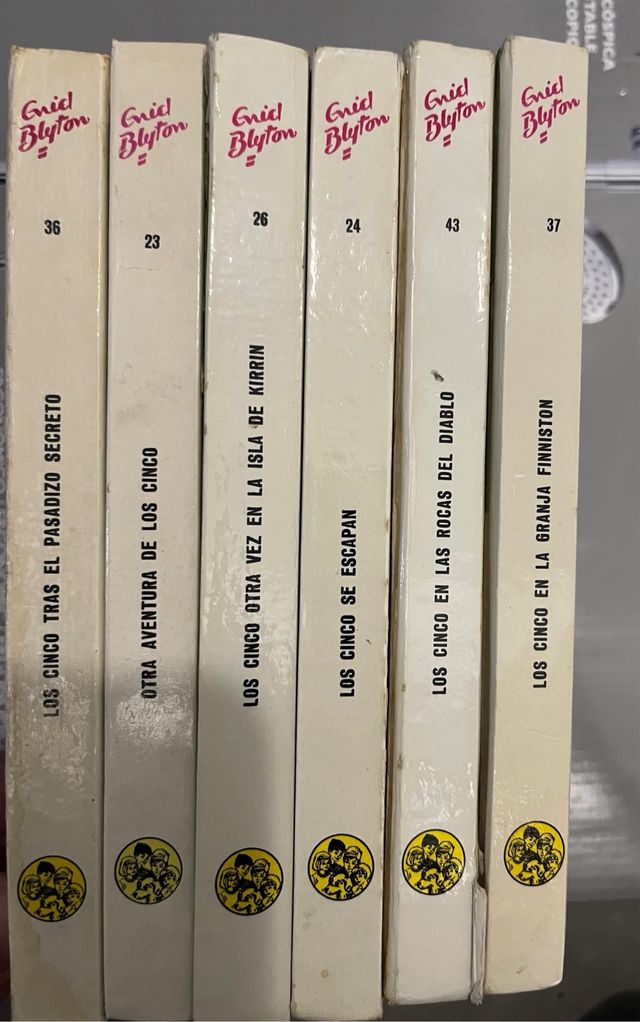 Enid
Blyton
36
LOS CINCO TRAS EL PASADIZO SECRETO
Enid
Blyton
23
OTRA AVENTURA DE LOS CINCO
Enid
Blyton
26
LOS CINCO OTRA VEZ EN LA ISLA DE KIRRIN
Enid
Blyton
24
LOS CINCO SE ESCAPAN
Enid
Blyton
43
LOS CINCO EN LAS ROCAS DEL DIABLO
Enid
Blyton
37
LOS CINCO EN LA GRANJA FINNISTON